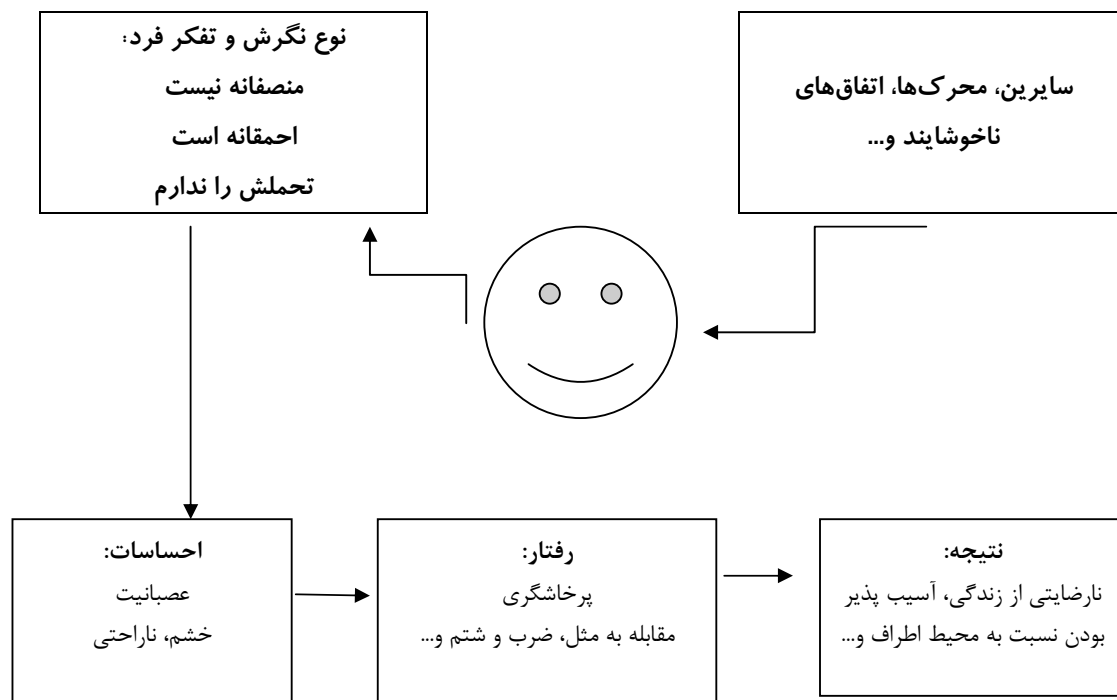 سایرین، محرک‌ها، اتفاق‌های
ناخوشایند و...
نوع نگرش و تفکر فرد:
منصفانه نیست
احمقانه است
تحملش را ندارم
احساسات:
عصبانیت
خشم، ناراحتی
رفتار:
پرخاشگری
مقابله به مثل، ضرب و شتم و...
نتیجه:
نارضایتی از زندگی، آسیب پذیر
بودن نسبت به محیط اطراف و...